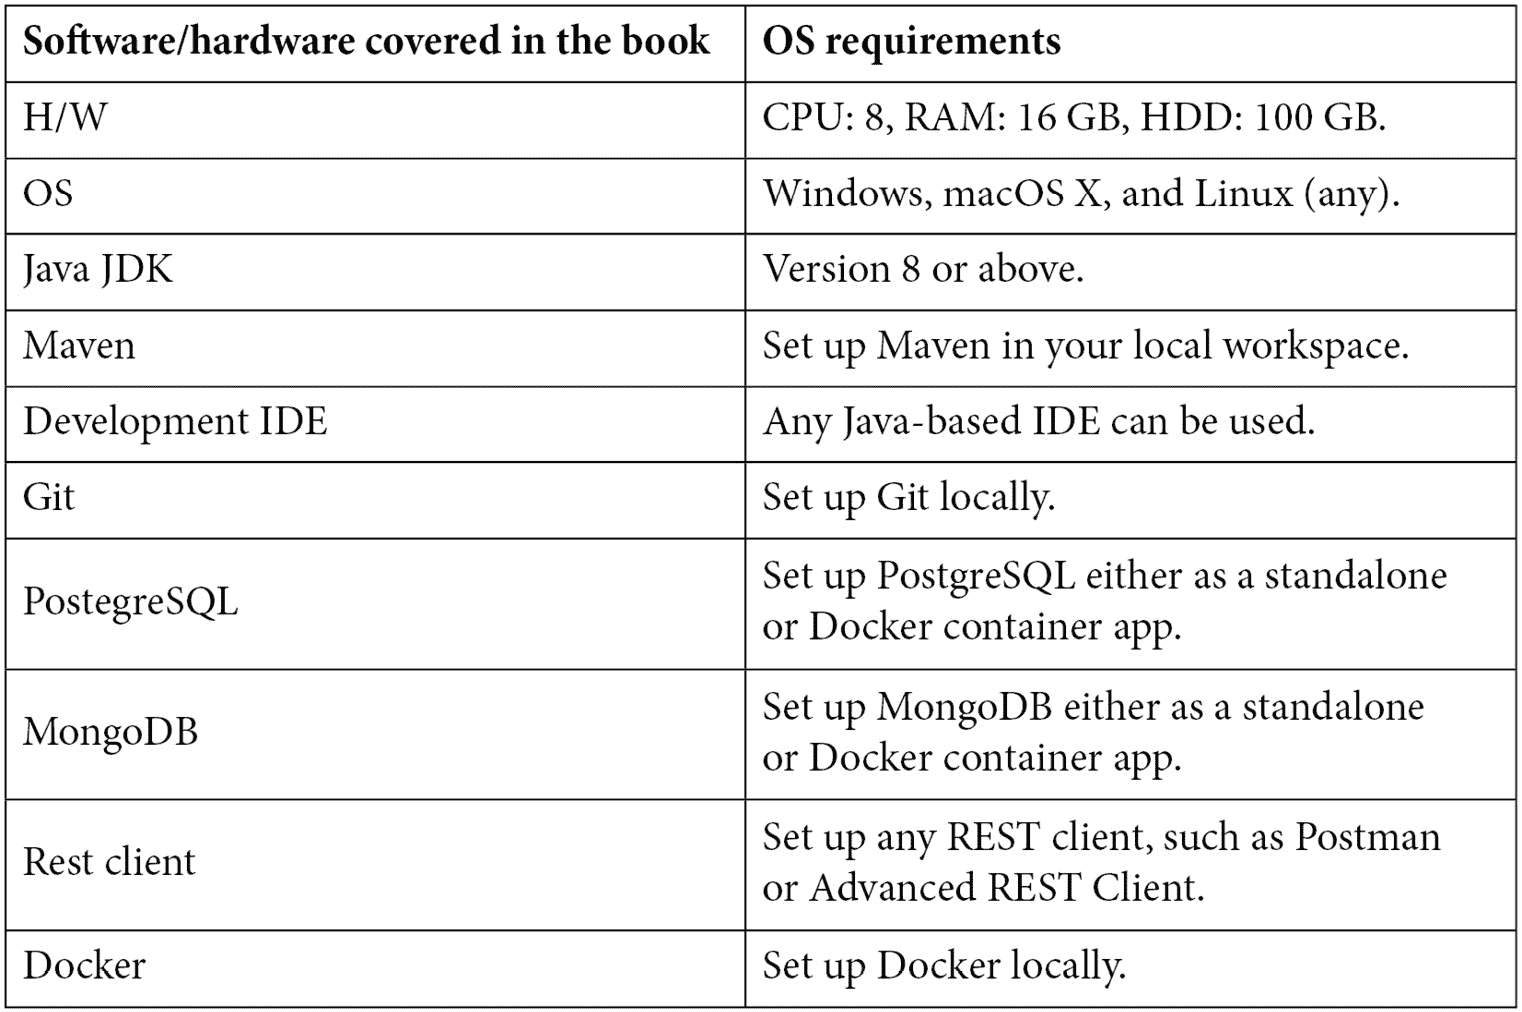 Software/hardware covered in the book
OS requirements
H/W
CPU: 8, RAM: 16 GB, HDD: 100 GB.
OS
Windows, macOS X, and Linux (any).
Java JDK
Version 8 or above.
Maven
Set up Maven in your local workspace.
Development IDE
Any Java-based IDE can be used.
Git
Set up Git locally.
PostegreSQL
Set up PostgreSQL either as a standalone
or Docker container app.
MongoDB
Set up MongoDB either as a standalone
or Docker container app.
Rest client
Set up any REST client, such as Postman
or Advanced REST Client.
Docker
Set up Docker locally.